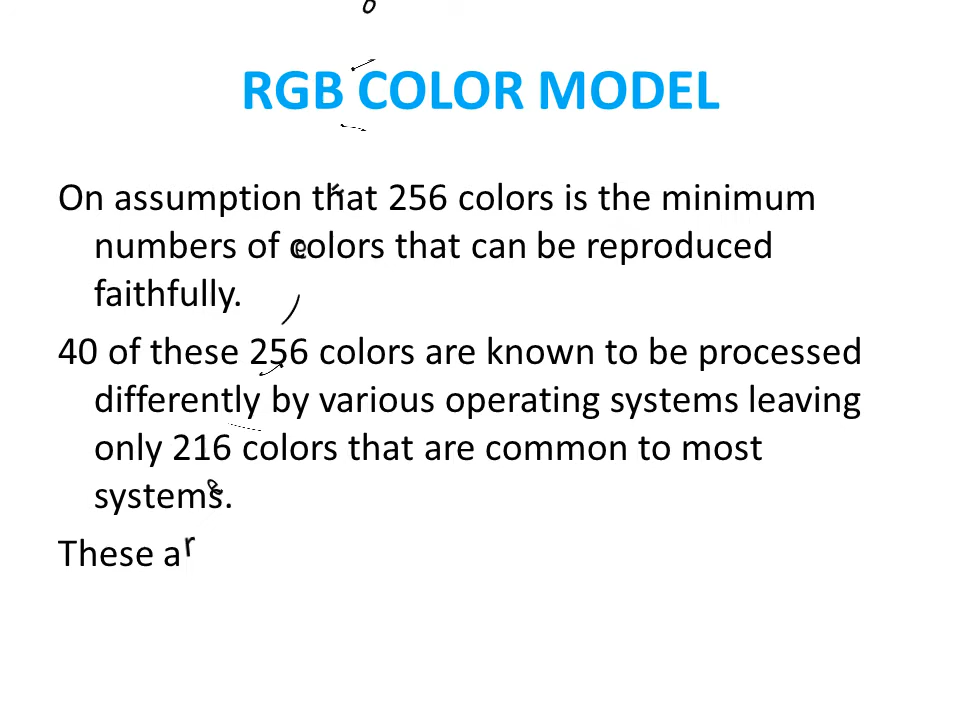 RGB COLOR MODEL
On assumption that 256 colors is the minimum
numbers of colors that can be reproduced
faithfully.
40 of these 256 colors are known to be processed
differently by various operating systems leaving
only 216 colors that are common to most
systems.
These ar